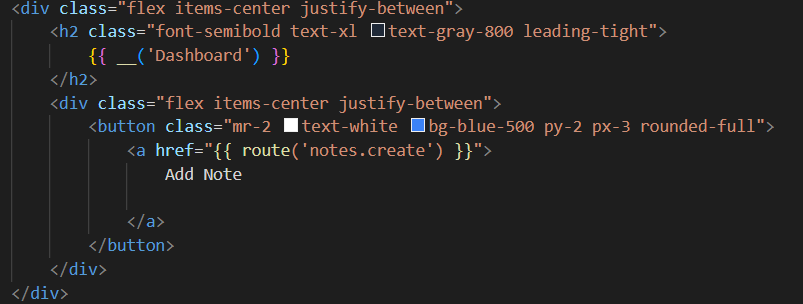 <div class="flex items-center justify-between">
<h2 class="font-semibold text-xl text-gray-800 leading-tight">
{{ __('Dashboard') }}
</h2>
<div class="flex items-center justify-between">
<button class="mr-2 text-white bg-blue-500 py-2 px-3 rounded-full">
<a href="{{ route('notes.create') }}">
Add Note
</a>
</button>
</div>
</div>